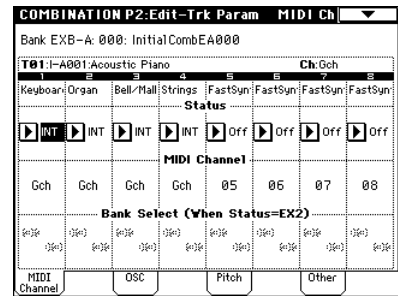 COMBINATION P2:Edit-Trk Param MIDI Ch
Bank EXB-A: 000: InitialCombEA000
T01:I-A001:Acoustic Piano Ch:Gch
1 2 3 4 5 6 7 8
Keyboar Organ Bell/Mall Strings FastSyn FastSyn FastSyn FastSyn
Status
INT INT INT INT Off Off Off Off
MIDI Channel
Gch Gch Gch Gch 05 06 07 08
Bank Select (When Status=EX2)
MIDI Channel OSC Pitch Other